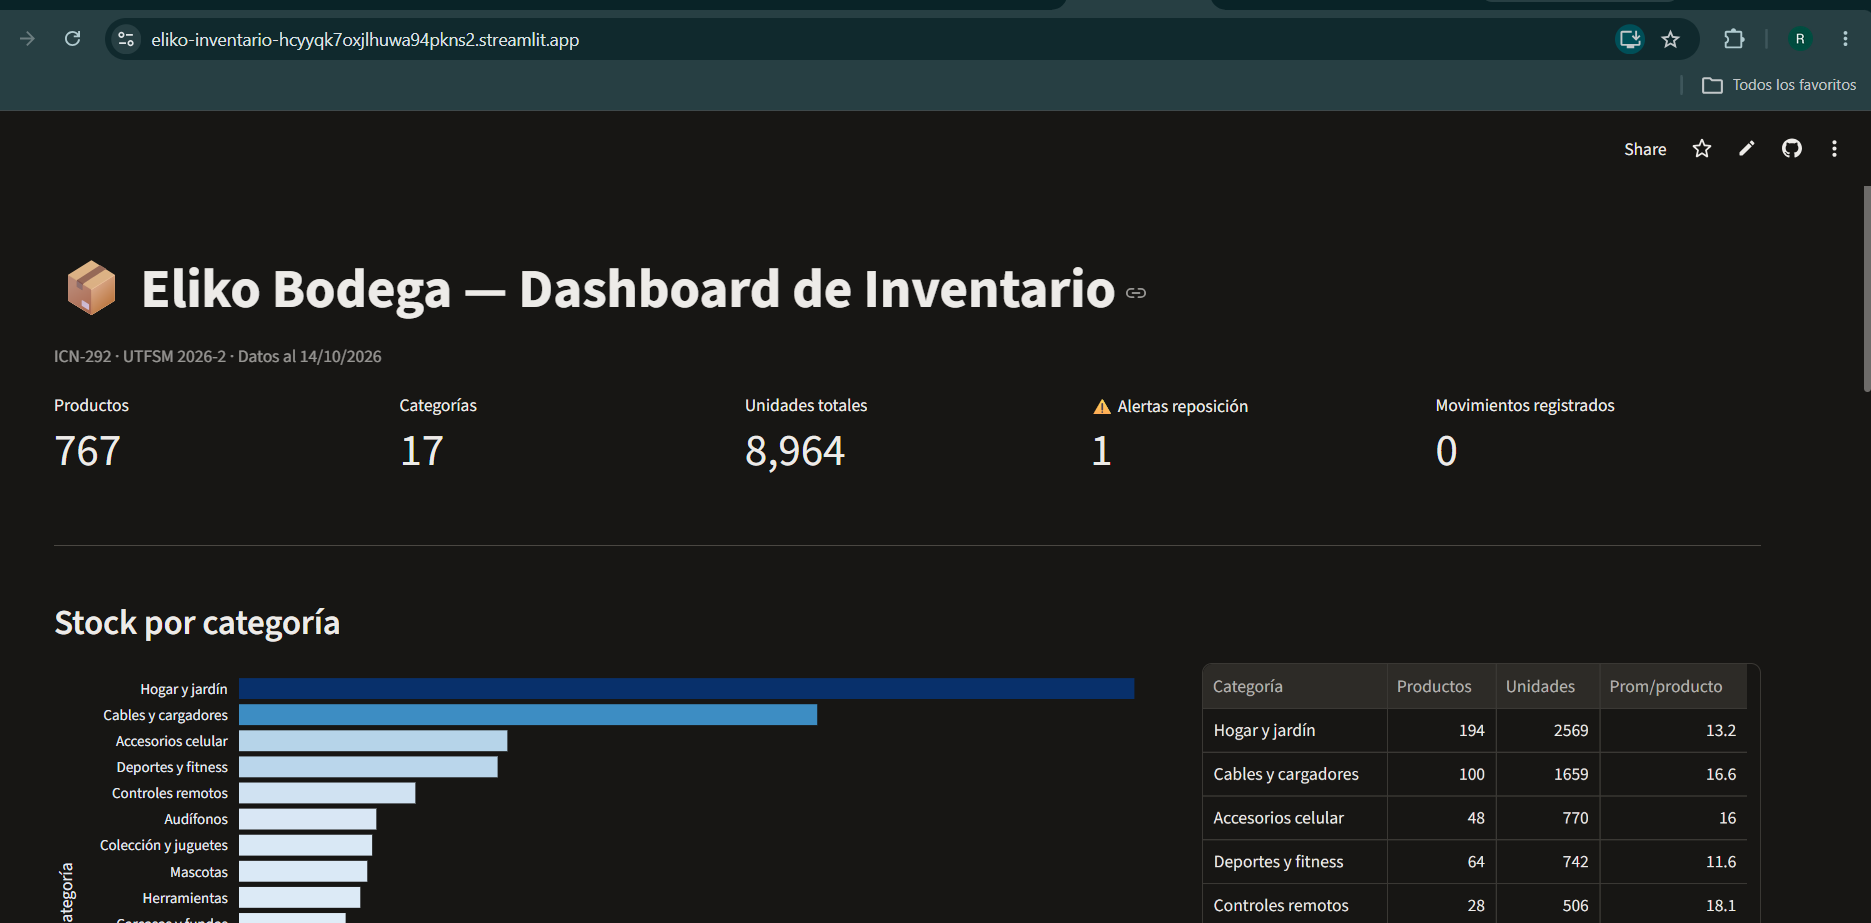 eliko-inventario-hcyyqk7oxjlhuwa94pkns2.streamlit.app
R
Todos los favoritos
Share
Eliko Bodega — Dashboard de Inventario
ICN-292 · UTFSM 2026-2 · Datos al 14/10/2026
Productos
767
Categorías
17
Unidades totales
8,964
Alertas reposición
1
Movimientos registrados
0
Stock por categoría
Hogar y jardín
Cables y cargadores
Accesorios celular
Deportes y fitness
Controles remotos
Audífonos
Colección y juguetes
Mascotas
Herramientas
Categoría Productos Unidades Prom/producto
Hogar y jardín 194 2569 13.2
Cables y cargadores 100 1659 16.6
Accesorios celular 48 770 16
Deportes y fitness 64 742 11.6
Controles remotos 28 506 18.1